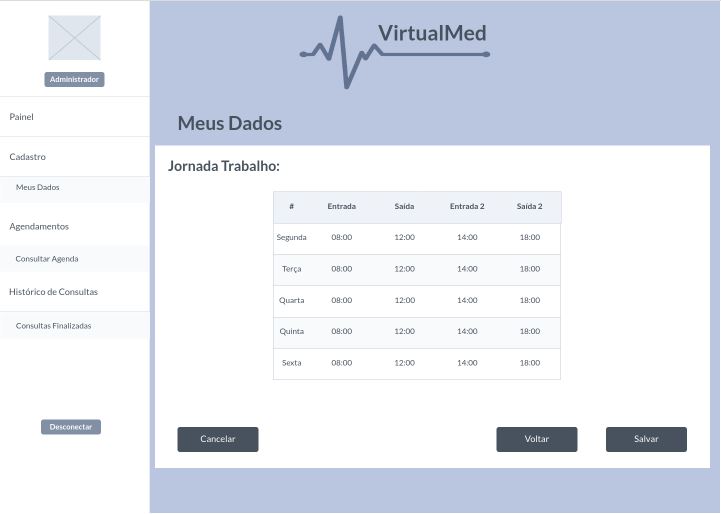 VirtualMed
Administrador
Painel
Cadastro
Meus Dados
Agendamentos
Consultar Agenda
Histórico de Consultas
Consultas Finalizadas
Desconectar
Meus Dados
Jornada Trabalho:
# Entrada Saída Entrada 2 Saída 2
Segunda 08:00 12:00 14:00 18:00
Terça 08:00 12:00 14:00 18:00
Quarta 08:00 12:00 14:00 18:00
Quinta 08:00 12:00 14:00 18:00
Sexta 08:00 12:00 14:00 18:00
Cancelar Voltar Salvar